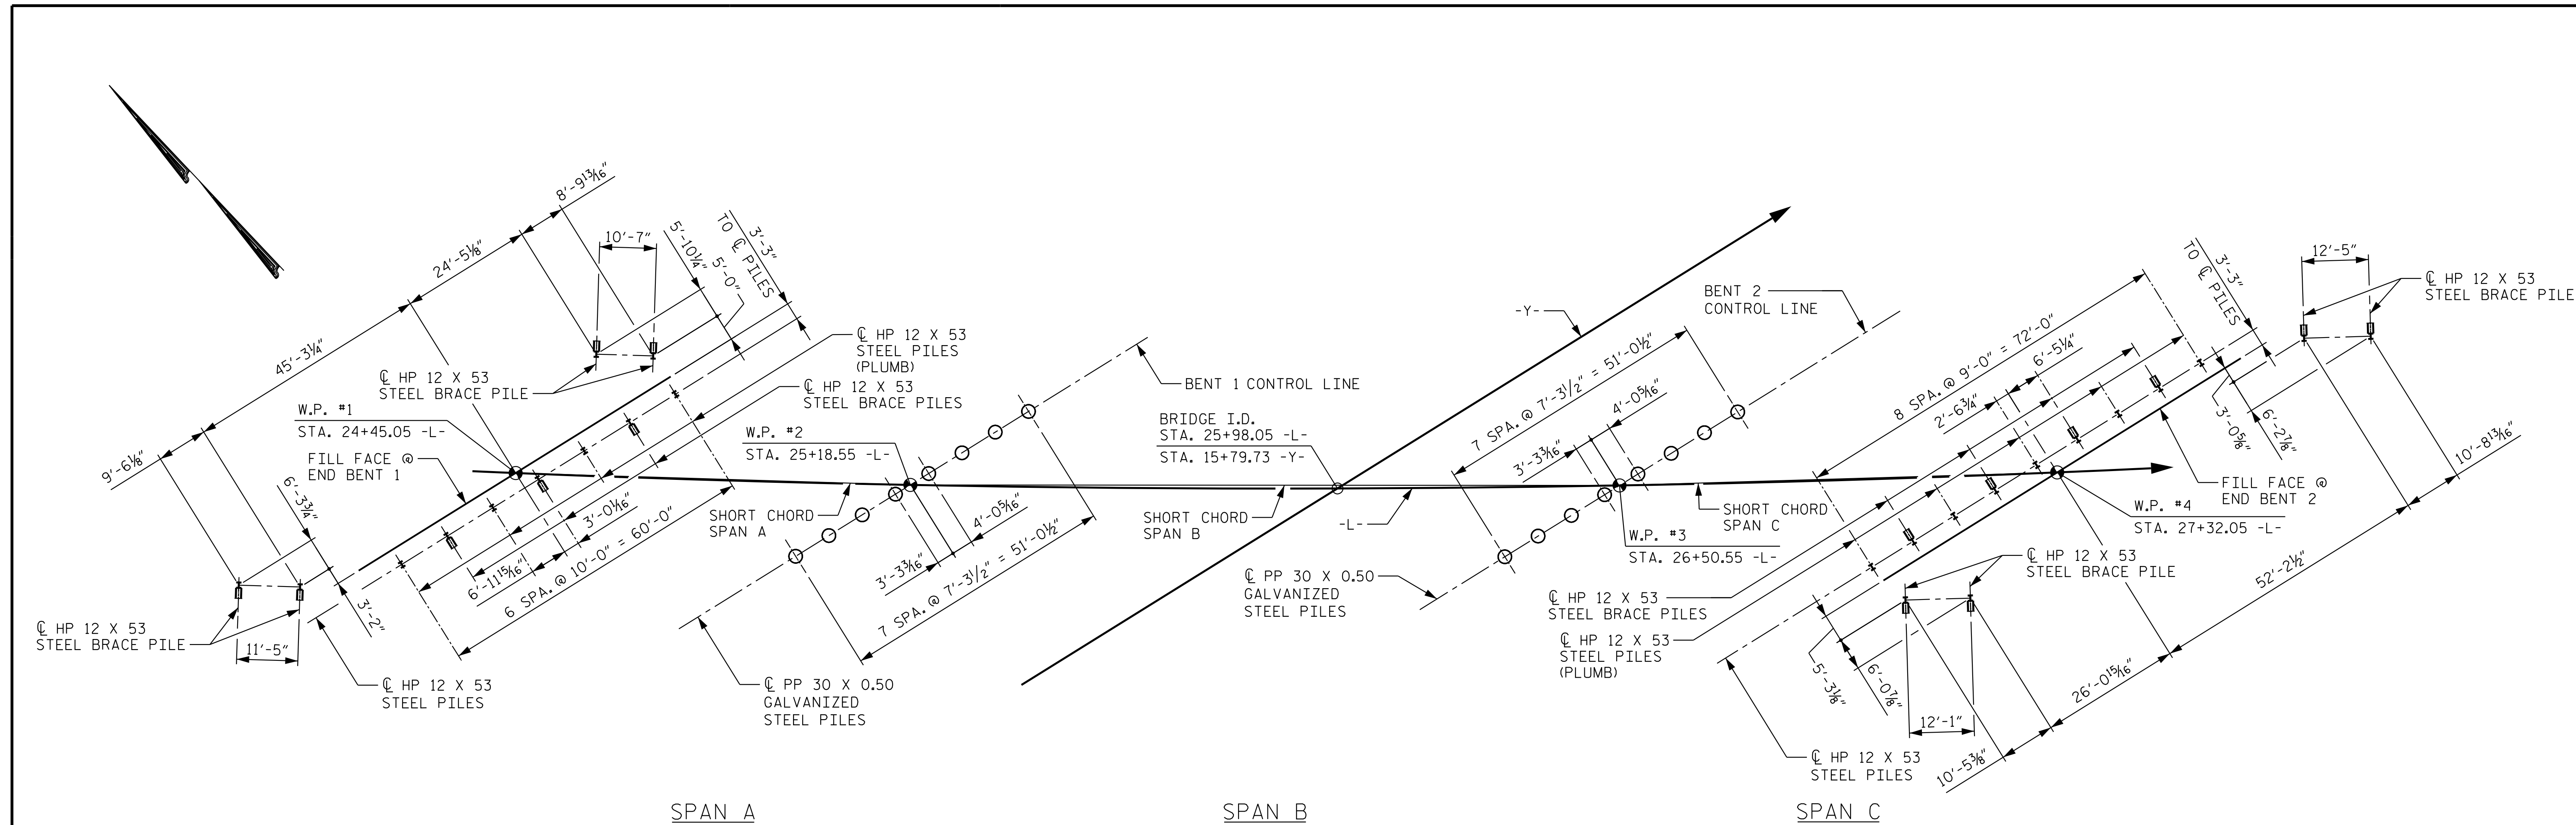 9'-6⅛"
45'-3¼"
24'-5⅛"
8'-9¹³⁄₁₆"
10'-7"
5'-10¼"
5'-0"
3'-3"
TO ℄ PILES
℄ HP 12 X 53
STEEL PILES
(PLUMB)
℄ HP 12 X 53
STEEL BRACE PILES
℄ HP 12 X 53
STEEL BRACE PILE
W.P. #1
STA. 24+45.05 -L-
FILL FACE @
END BENT 1
6'-3¾"
3'-2"
℄ HP 12 X 53
STEEL BRACE PILE
11'-5"
℄ HP 12 X 53
STEEL PILES
6'-11¹⁵⁄₁₆"
3'-0¹⁄₁₆"
6 SPA. @ 10'-0" = 60'-0"
W.P. #2
STA. 25+18.55 -L-
SHORT CHORD
SPAN A
BENT 1 CONTROL LINE
3'-3³⁄₁₆"
4'-0⁵⁄₁₆"
7 SPA. @ 7'-3½" = 51'-0½"
℄ PP 30 X 0.50
GALVANIZED
STEEL PILES
BRIDGE I.D.
STA. 25+98.05 -L-
STA. 15+79.73 -Y-
SHORT CHORD
SPAN B
-L-
-Y-
BENT 2
CONTROL LINE
7 SPA. @ 7'-3½" = 51'-0½"
3'-3³⁄₁₆"
4'-0⁵⁄₁₆"
℄ PP 30 X 0.50
GALVANIZED
STEEL PILES
W.P. #3
STA. 26+50.55 -L-
SHORT CHORD
SPAN C
8 SPA. @ 9'-0" = 72'-0"
2'-6¾"
6'-5¼"
TO ℄ PILES
3'-3"
12'-5"
℄ HP 12 X 53
STEEL BRACE PILE
3'-0⅝"
6'-2⅞"
10'-8¹³⁄₁₆"
FILL FACE @
END BENT 2
W.P. #4
STA. 27+32.05 -L-
℄ HP 12 X 53
STEEL BRACE PILE
℄ HP 12 X 53
STEEL BRACE PILES
℄ HP 12 X 53
STEEL PILES
(PLUMB)
5'-3⅛"
6'-0⅞"
12'-1"
52'-2½"
26'-0¹⁵⁄₁₆"
10'-5⅜"
℄ HP 12 X 53
STEEL PILES
SPAN A
SPAN B
SPAN C